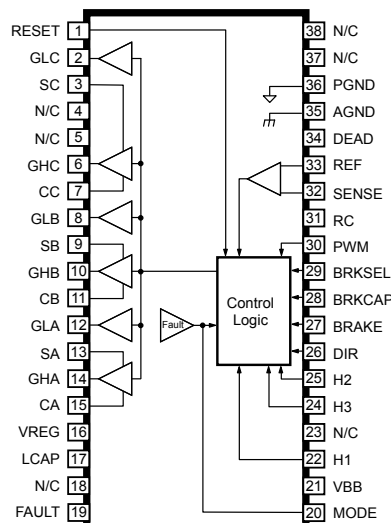 RESET 1
GLC 2
SC 3
N/C 4
N/C 5
GHC 6
CC 7
GLB 8
SB 9
GHB 10
CB 11
GLA 12
SA 13
GHA 14
CA 15
VREG 16
LCAP 17
N/C 18
FAULT 19
Fault
Control
Logic
38 N/C
37 N/C
36 PGND
35 AGND
34 DEAD
33 REF
32 SENSE
31 RC
30 PWM
29 BRKSEL
28 BRKCAP
27 BRAKE
26 DIR
25 H2
24 H3
23 N/C
22 H1
21 VBB
20 MODE